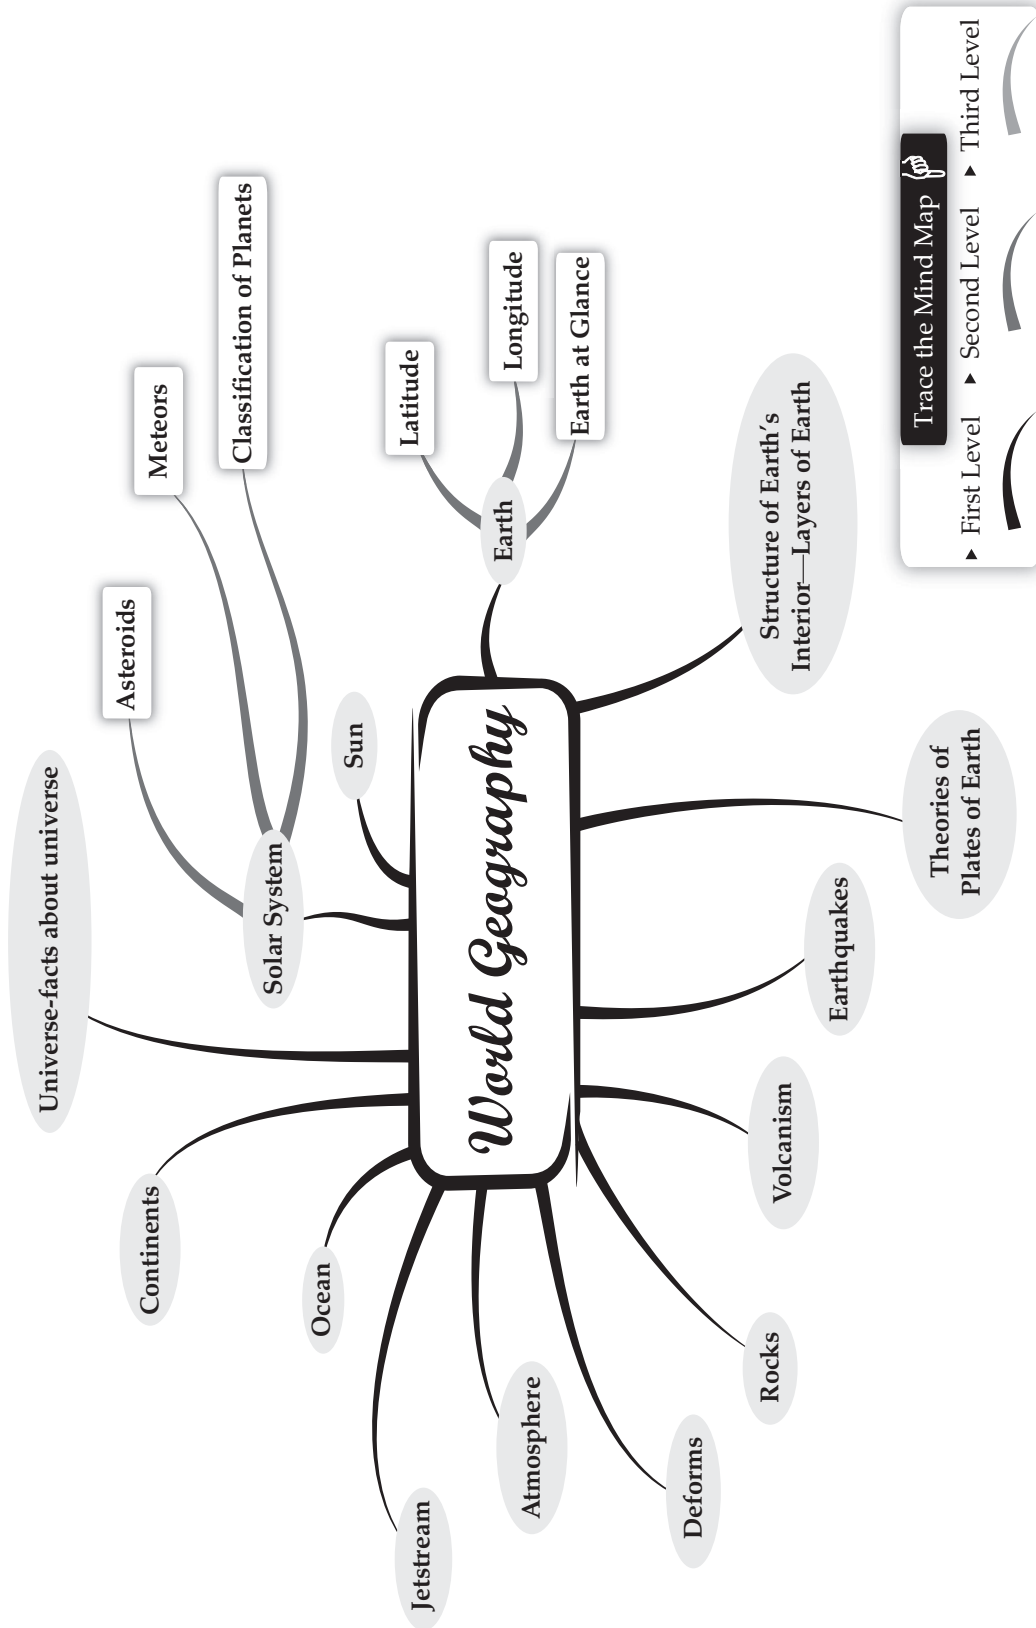 Universe-facts about universe
Asteroids
Meteors
Classification of Planets
Continents
Solar System
Sun
Ocean
Latitude
Longitude
Earth at Glance
Earth
World Geography
Jetstream
Atmosphere
Deforms
Rocks
Volcanism
Earthquakes
Theories of
Plates of Earth
Structure of Earth's
Interior—Layers of Earth
Trace the Mind Map
▶ First Level ▶ Second Level ▶ Third Level